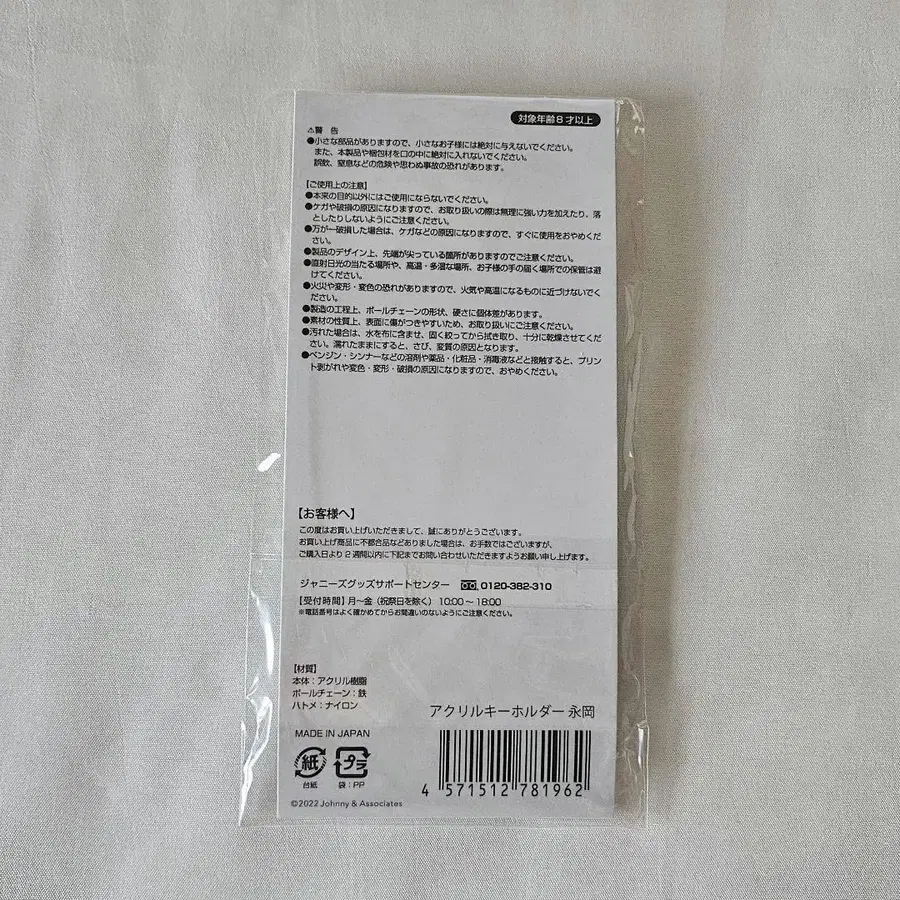 対象年齢8才以上
⚠警 告
●小さな部品がありますので、小さなお子様には絶対に与えないでください。
また、本製品や梱包材を口の中に絶対に入れないでください。
誤飲、窒息などの危険や思わぬ事故の恐れがあります。
【ご使用上の注意】
●本来の目的以外にはご使用にならないでください。
●ケガや破損の原因になりますので、お取り扱いの際は無理に強い力を加えたり、落
としたりしないようにご注意ください。
●万が一破損した場合は、ケガなどの原因になりますので、すぐに使用をおやめくだ
さい。
●製品のデザイン上、先端が尖っている箇所がありますのでご注意ください。
●直射日光の当たる場所や、高温・多湿な場所、お子様の手の届く場所での保管は避
けてください。
●火災や変形・変色の恐れがありますので、火気や高温になるものに近づけないでく
ださい。
●製造の工程上、ボールチェーンの形状、硬さに個体差があります。
●素材の性質上、表面に傷がつきやすいため、お取り扱いにご注意ください。
●汚れた場合は、水を布に含ませ、固く絞ってから拭き取り、十分に乾燥させてくだ
さい。濡れたままにすると、さび、変質の原因となります。
●ベンジン・シンナーなどの溶剤や薬品・化粧品・消毒液などと接触すると、プリン
ト剥がれや変色・変形・破損の原因になりますので、おやめください。
【お客様へ】
この度はお買い上げいただきまして、誠にありがとうございます。
お買い上げ商品に不都合品などありました場合は、お手数ではございますが、
ご購入日より2週間以内に下記までお問い合わせいただきますようお願い申し上げます。
ジャニーズグッズサポートセンター 0120-382-310
【受付時間】月〜金（祝祭日を除く）10:00〜18:00
※電話番号はよく確かめてからお間違いのないようにご注意ください。
【材質】
本体：アクリル樹脂
ボールチェーン：鉄
ハトメ：ナイロン
アクリルキーホルダー 永岡
MADE IN JAPAN
紙 プラ
台紙 袋：PP
4 571512 781962
©2022 Johnny & Associates